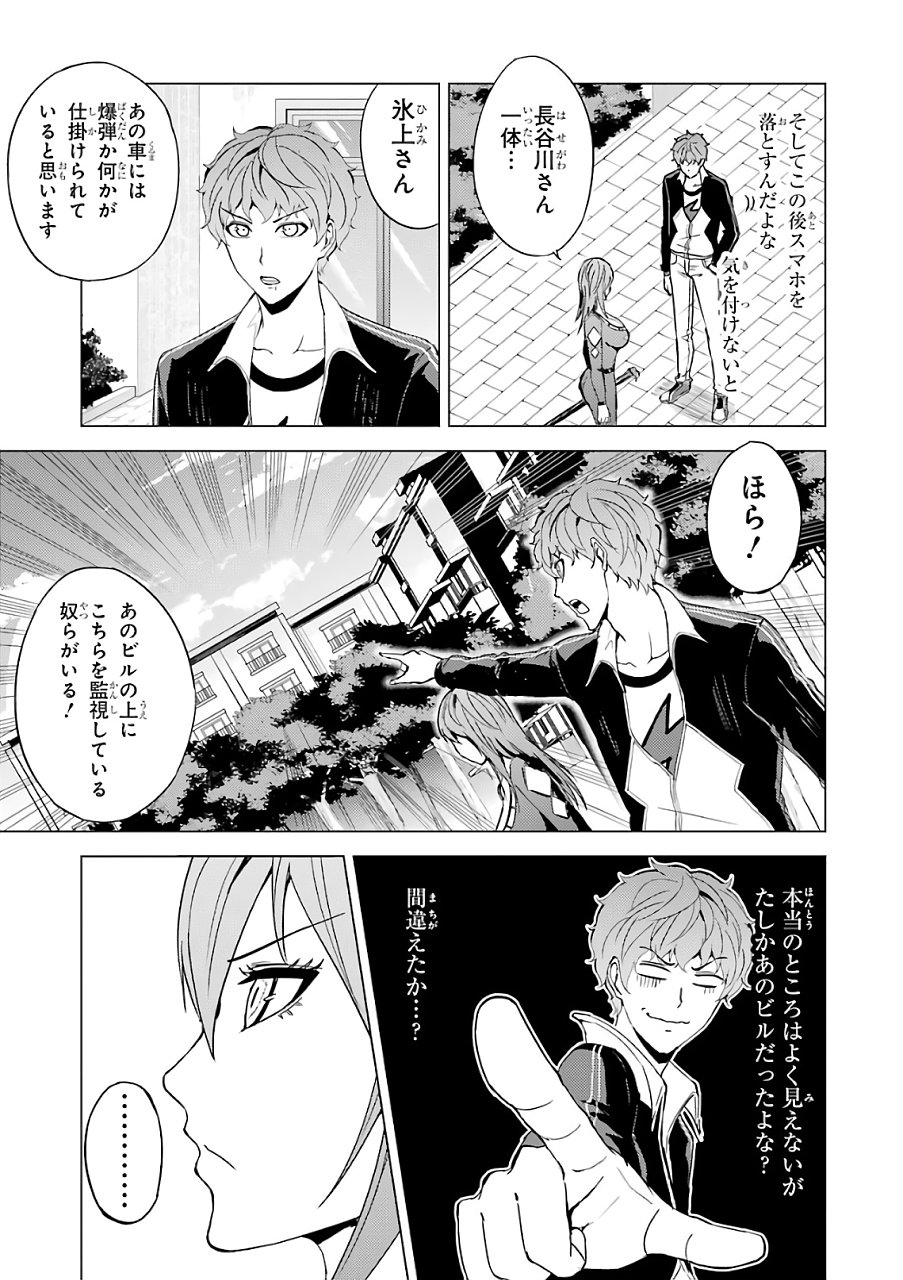 そしてこの後スマホを
落とすんだよな
気を付けないと
長谷川さん
一体…
氷上さん
あの車には
爆弾か何かが
仕掛けられて
いると思います
ほら！
あのビルの上に
こちらを監視している
奴らがいる！
本当のところはよく見えないが
たしかあのビルだったよな？
間違えたか…？
………